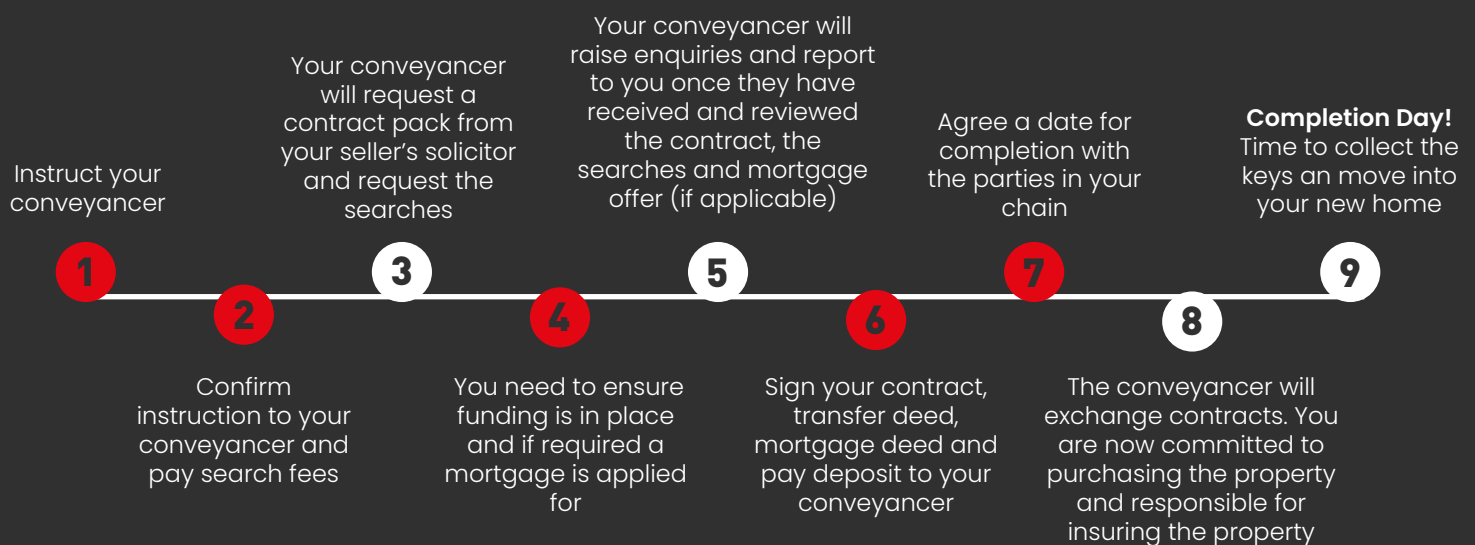 Instruct your
conveyancer
1
2
Confirm
instruction to your
conveyancer and
pay search fees
Your conveyancer
will request a
contract pack from
your seller's solicitor
and request the
searches
3
4
You need to ensure
funding is in place
and if required a
mortgage is applied
for
Your conveyancer will
raise enquiries and report
to you once they have
received and reviewed
the contract, the
searches and mortgage
offer (if applicable)
5
6
Sign your contract,
transfer deed,
mortgage deed and
pay deposit to your
conveyancer
Agree a date for
completion with
the parties in your
chain
7
8
The conveyancer will
exchange contracts. You
are now committed to
purchasing the property
and responsible for
insuring the property
Completion Day!
Time to collect the
keys an move into
your new home
9